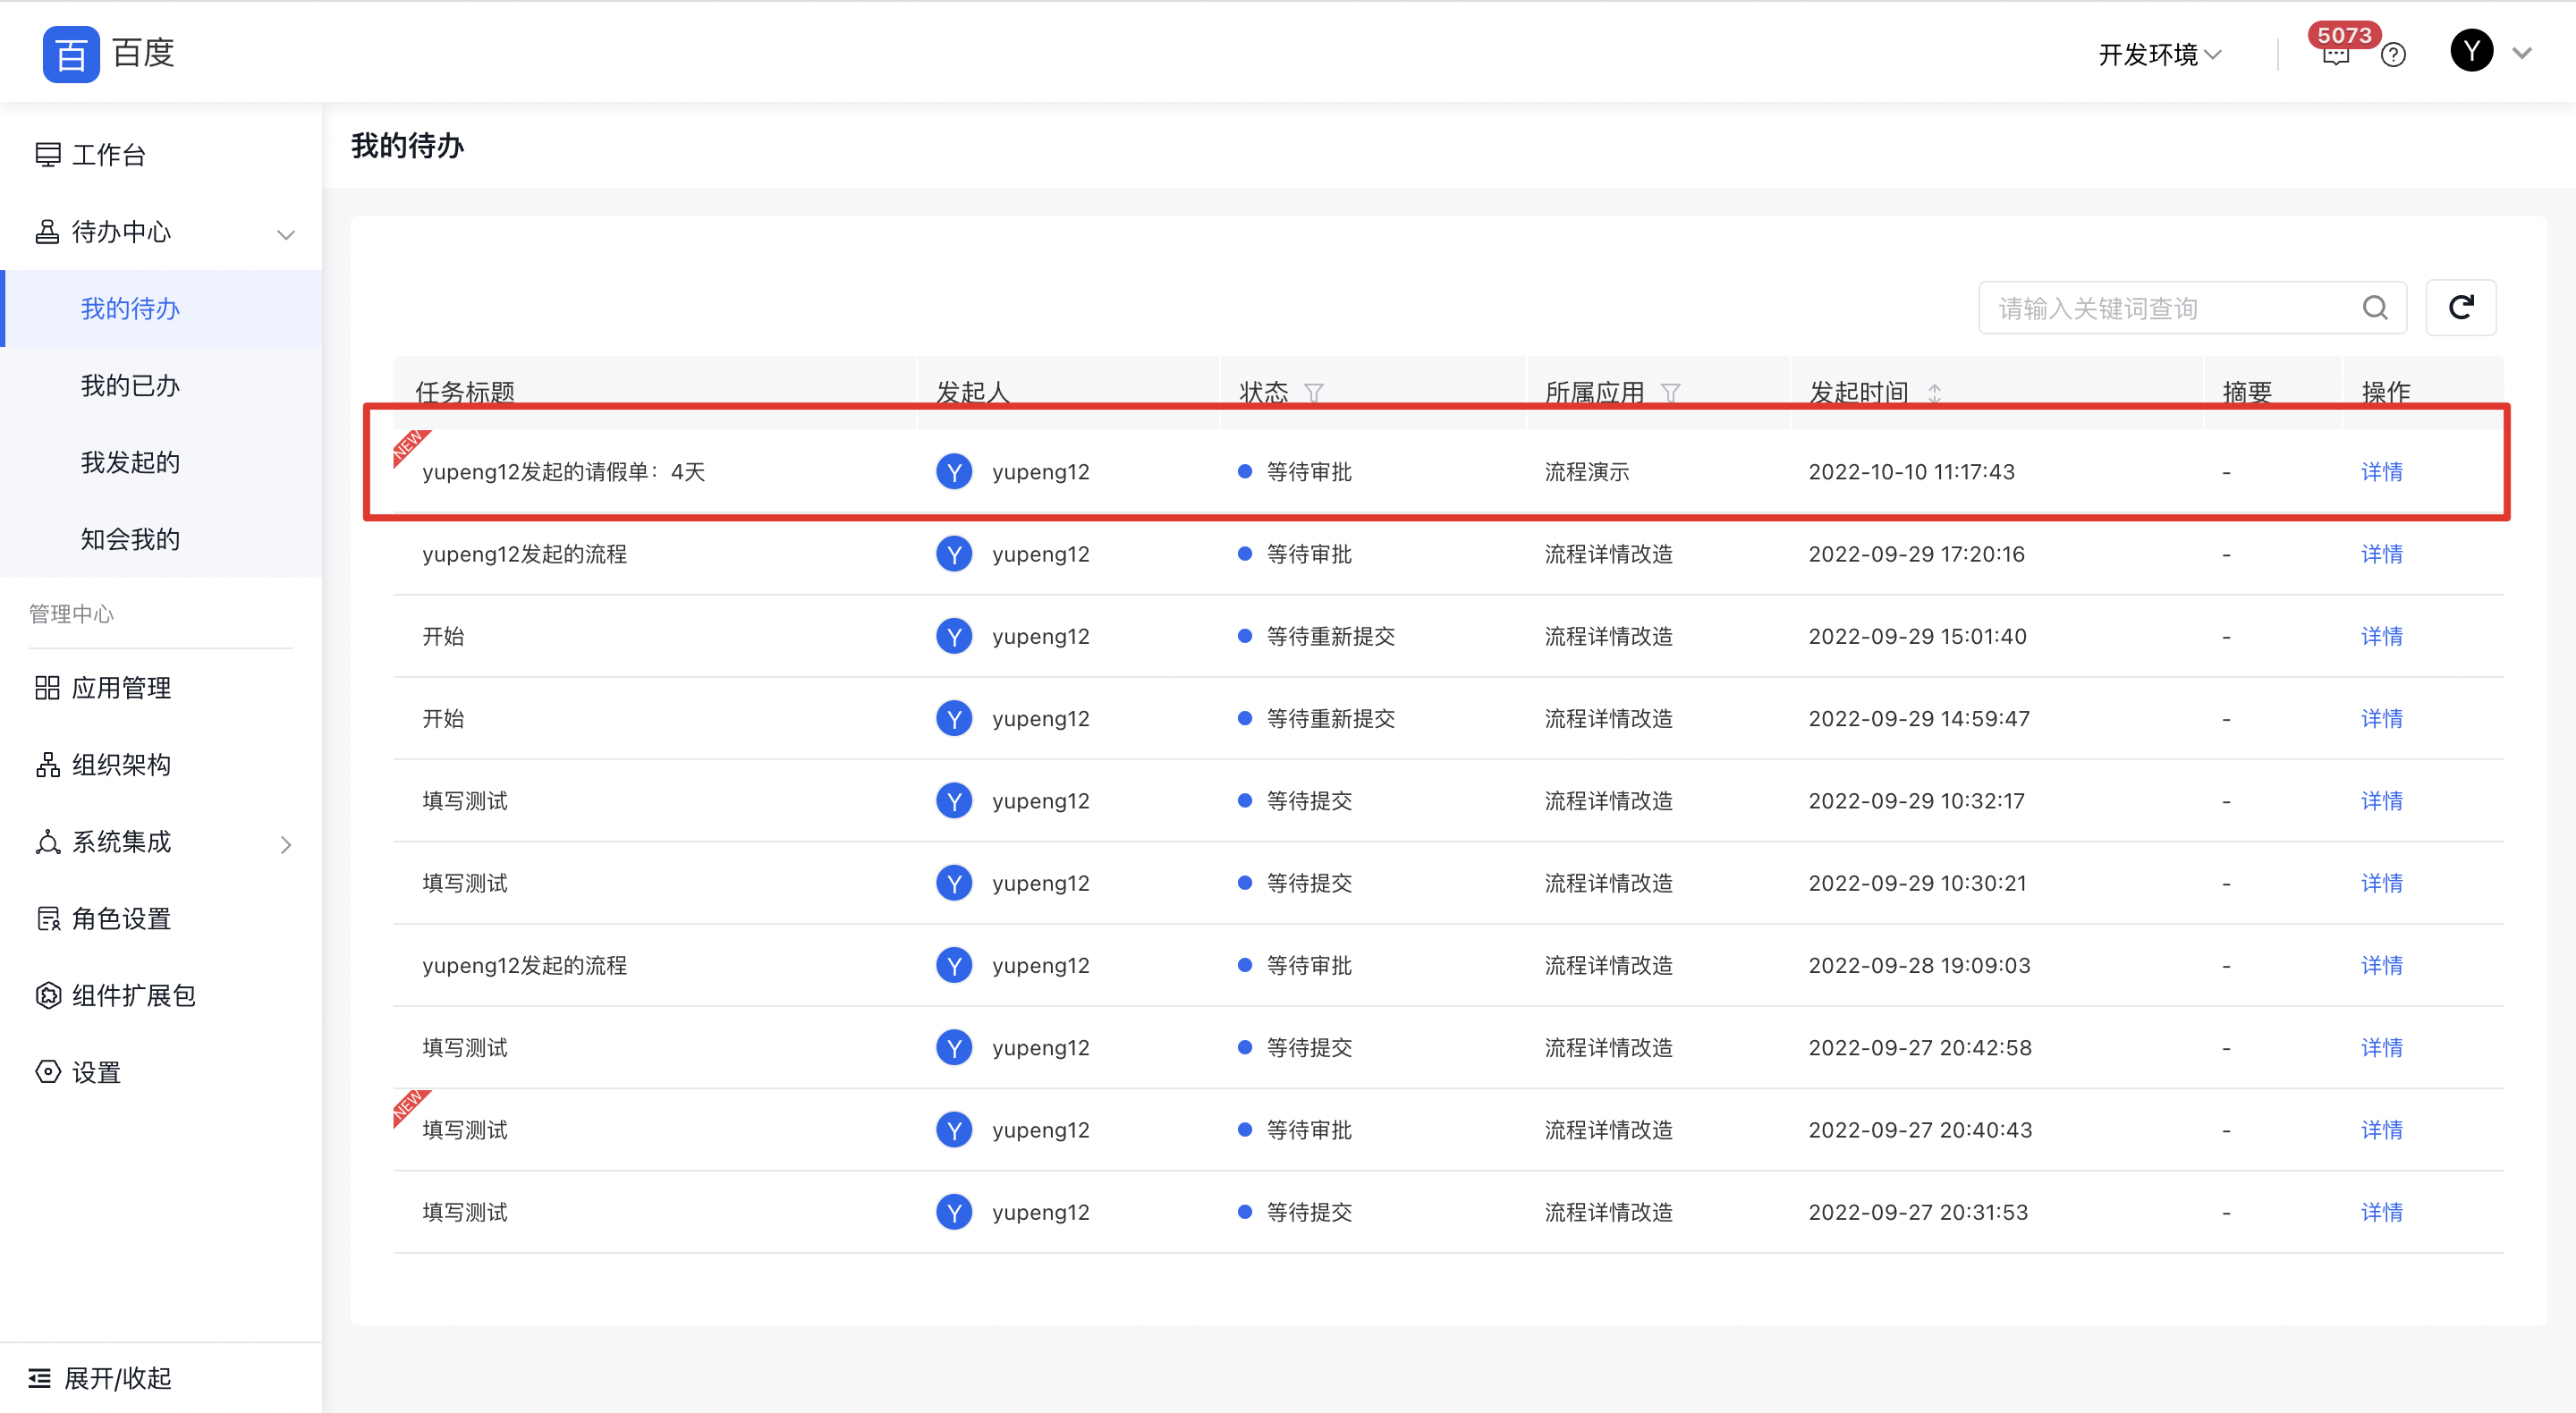 百 百度
开发环境
5073
Y
工作台
待办中心
我的待办
我的已办
我发起的
知会我的
管理中心
应用管理
组织架构
系统集成
角色设置
组件扩展包
设置
展开/收起
我的待办
请输入关键词查询
任务标题 发起人 状态 所属应用 发起时间 摘要 操作
NEW
yupeng12发起的请假单：4天 Y yupeng12 等待审批 流程演示 2022-10-10 11:17:43 - 详情
yupeng12发起的流程 Y yupeng12 等待审批 流程详情改造 2022-09-29 17:20:16 - 详情
开始 Y yupeng12 等待重新提交 流程详情改造 2022-09-29 15:01:40 - 详情
开始 Y yupeng12 等待重新提交 流程详情改造 2022-09-29 14:59:47 - 详情
填写测试 Y yupeng12 等待提交 流程详情改造 2022-09-29 10:32:17 - 详情
填写测试 Y yupeng12 等待提交 流程详情改造 2022-09-29 10:30:21 - 详情
yupeng12发起的流程 Y yupeng12 等待审批 流程详情改造 2022-09-28 19:09:03 - 详情
填写测试 Y yupeng12 等待提交 流程详情改造 2022-09-27 20:42:58 - 详情
NEW
填写测试 Y yupeng12 等待审批 流程详情改造 2022-09-27 20:40:43 - 详情
填写测试 Y yupeng12 等待提交 流程详情改造 2022-09-27 20:31:53 - 详情